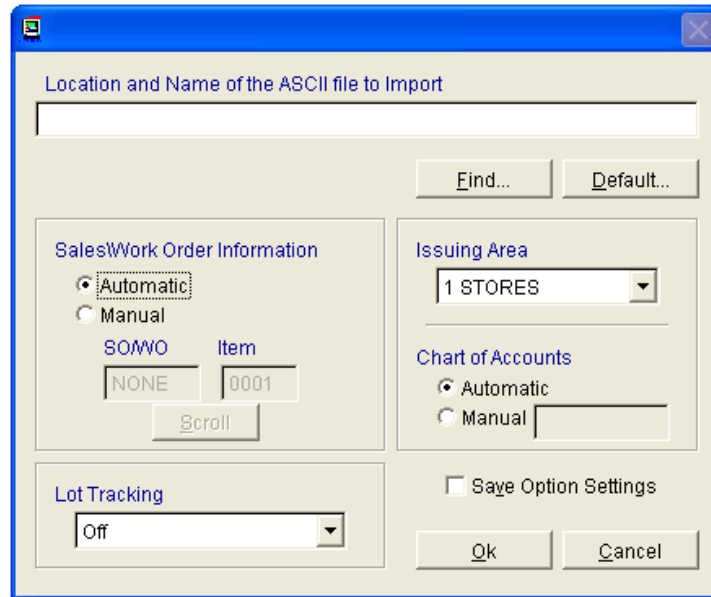 Location and Name of the ASCII file to Import
Find... Default...
Sales\Work Order Information
Automatic
Manual
SO/WO Item
NONE 0001
Scroll
Issuing Area
1 STORES
Chart of Accounts
Automatic
Manual
Lot Tracking
Off
Save Option Settings
Ok Cancel